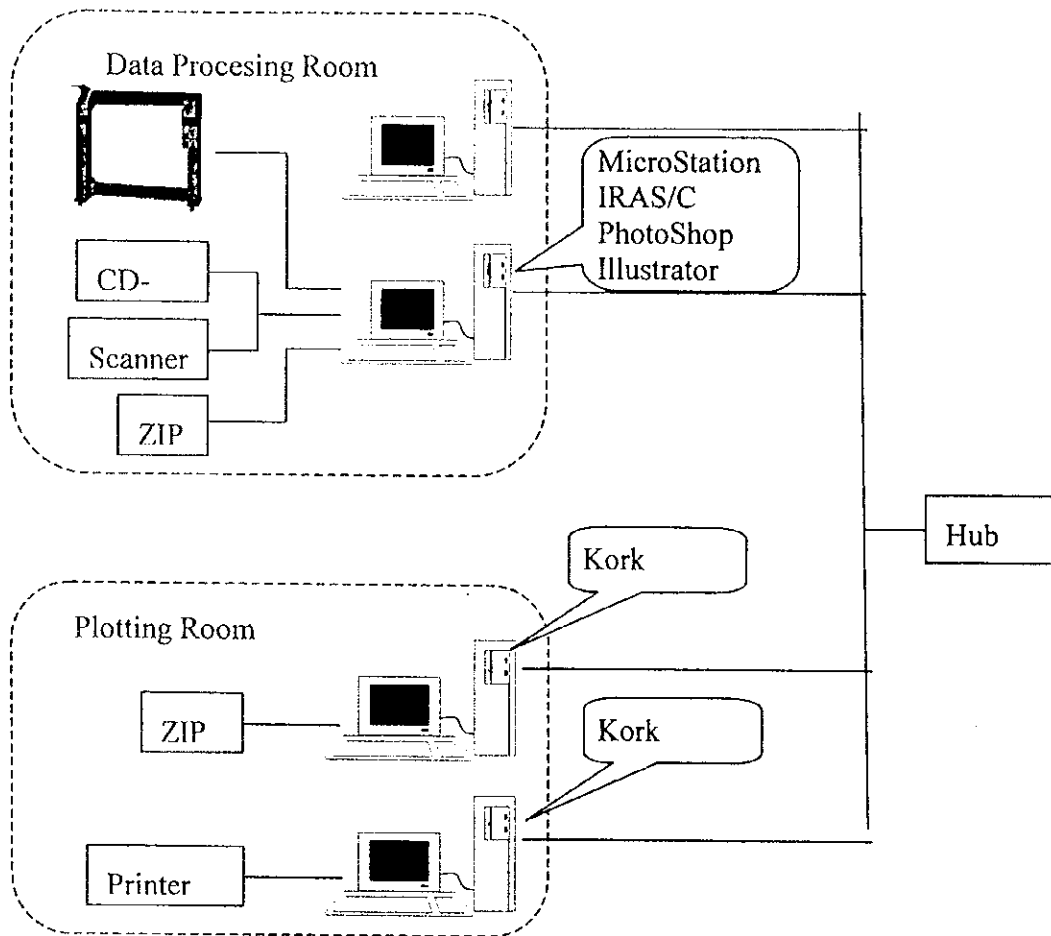 Data Procesing Room
MicroStation
IRAS/C
PhotoShop
Illustrator
CD-
Scanner
ZIP
Hub
Kork
Plotting Room
ZIP
Kork
Printer